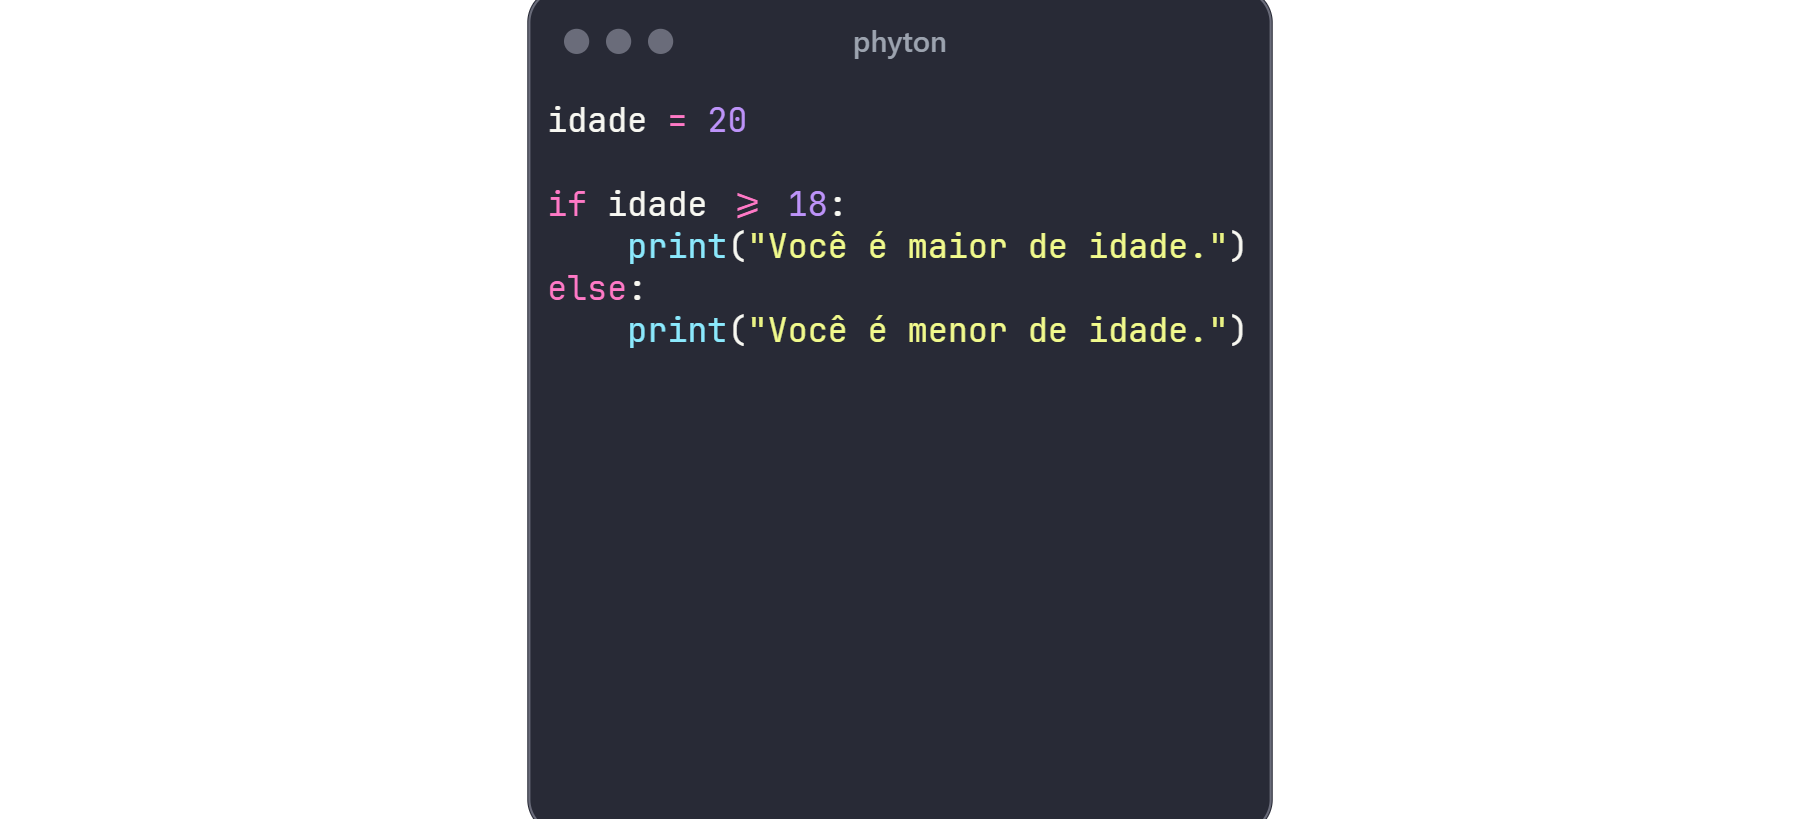 phyton
idade = 20
if idade >= 18:
    print("Você é maior de idade.")
else:
    print("Você é menor de idade.")